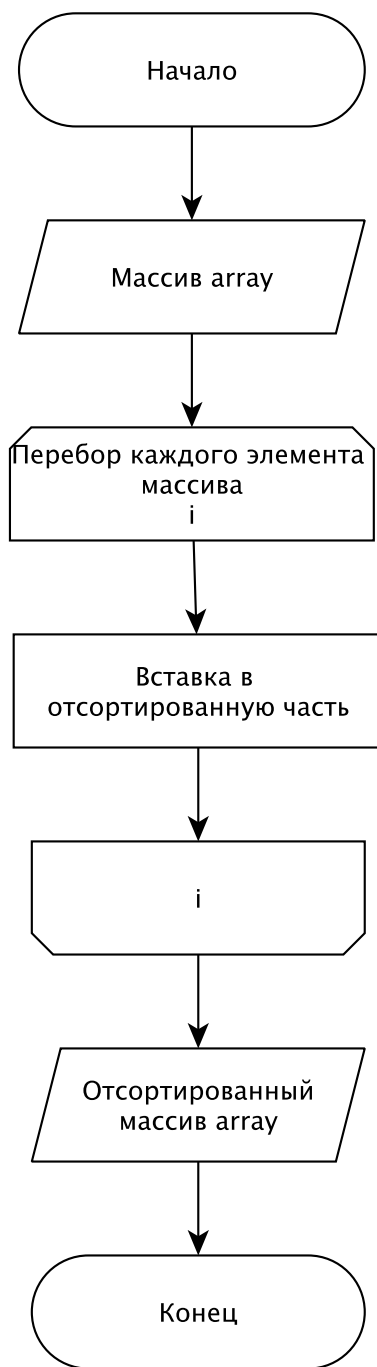 Начало
Массив array
Перебор каждого элемента
массива
i
Вставка в
отсортированную часть
i
Отсортированный
массив array
Конец